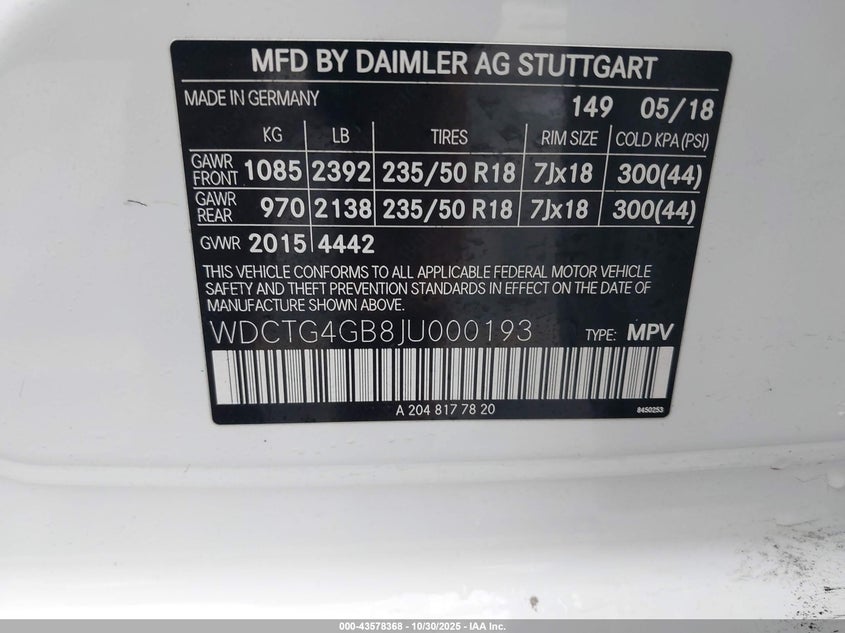 MFD BY DAIMLER AG STUTTGART
MADE IN GERMANY 149 05/18
KG LB TIRES RIM SIZE COLD KPA (PSI)
GAWR FRONT 1085 2392 235/50 R18 7Jx18 300(44)
GAWR REAR 970 2138 235/50 R18 7Jx18 300(44)
GVWR 2015 4442
THIS VEHICLE CONFORMS TO ALL APPLICABLE FEDERAL MOTOR VEHICLE
SAFETY AND THEFT PREVENTION STANDARDS IN EFFECT ON THE DATE OF
MANUFACTURE SHOWN ABOVE.
WDCTG4GB8JU000193 TYPE: MPV
A 204 817 78 20 8450253
000-43578368 - 10/30/2025 - IAA Inc.